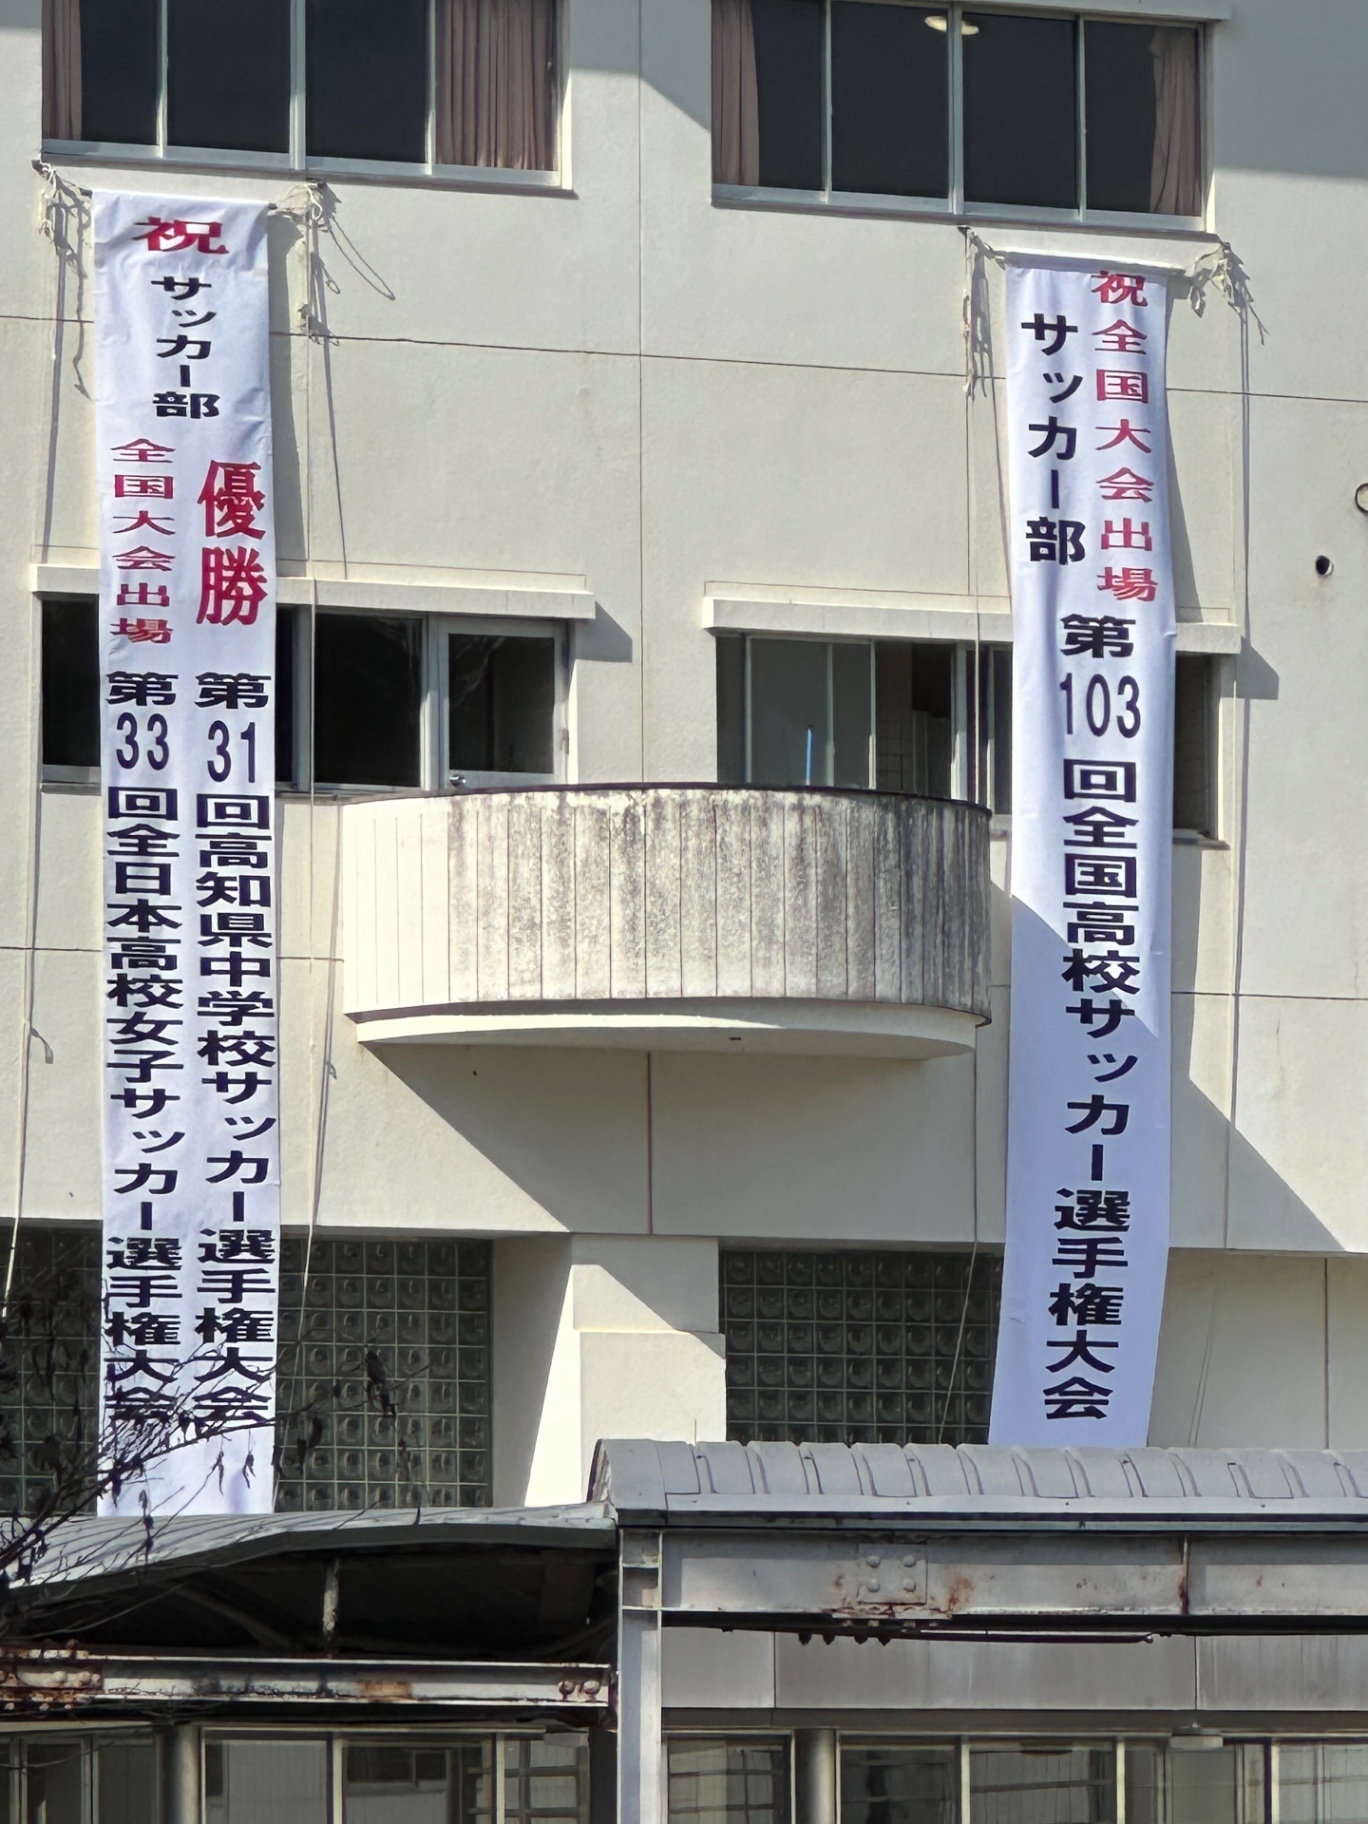 祝
サッカー部
優勝
第31回高知県中学校サッカー選手権大会
全国大会出場
第33回全日本高校女子サッカー選手権大会
祝全国大会出場
サッカー部
第103回全国高校サッカー選手権大会